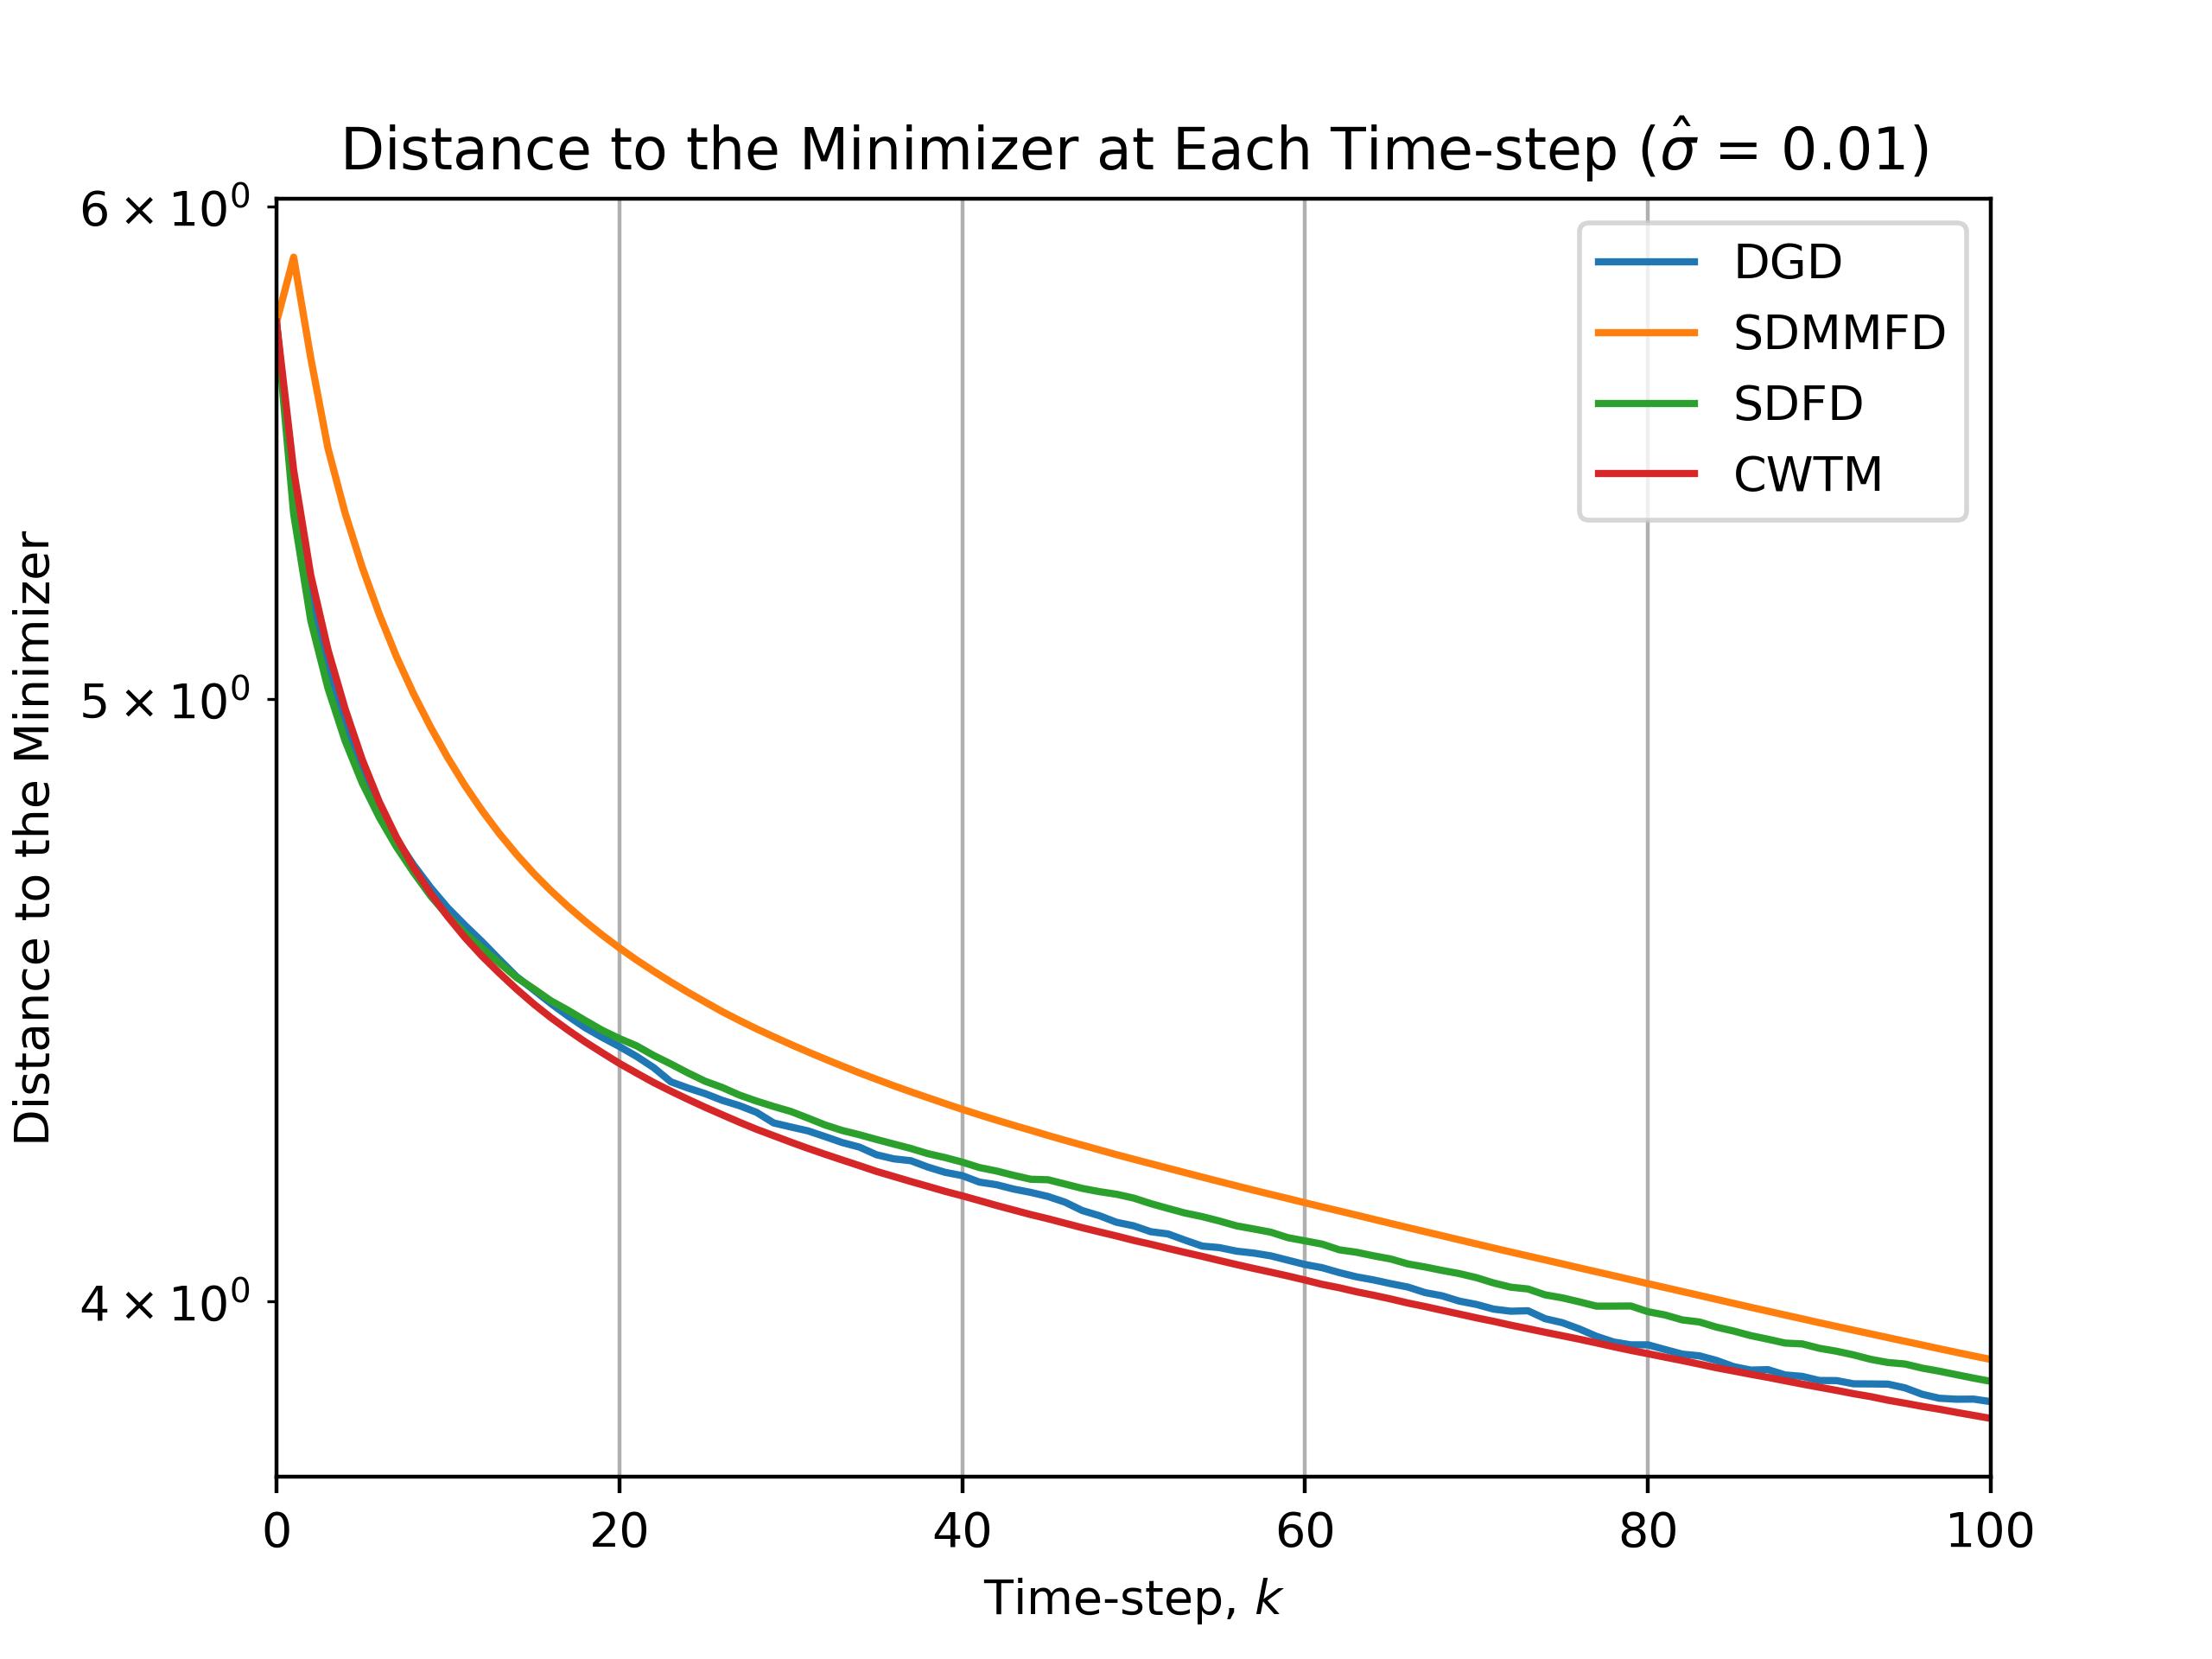 Distance to the Minimizer at Each Time-step (σ̂ = 0.01)
6 × 10⁰
5 × 10⁰
4 × 10⁰
Distance to the Minimizer
DGD
SDMMFD
SDFD
CWTM
0 20 40 60 80 100
Time-step, k